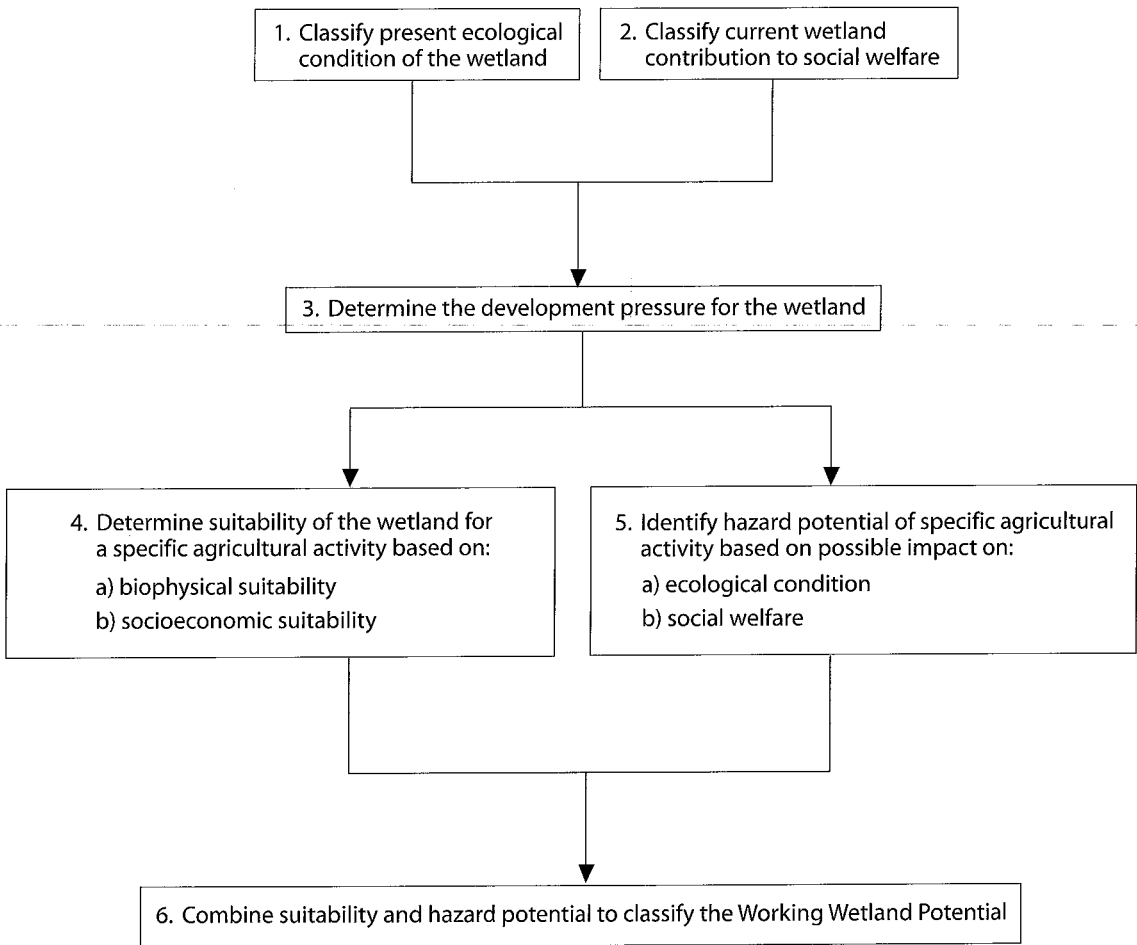 1. Classify present ecological
condition of the wetland
2. Classify current wetland
contribution to social welfare
3. Determine the development pressure for the wetland
4. Determine suitability of the wetland for
a specific agricultural activity based on:
a) biophysical suitability
b) socioeconomic suitability
5. Identify hazard potential of specific agricultural
activity based on possible impact on:
a) ecological condition
b) social welfare
6. Combine suitability and hazard potential to classify the Working Wetland Potential